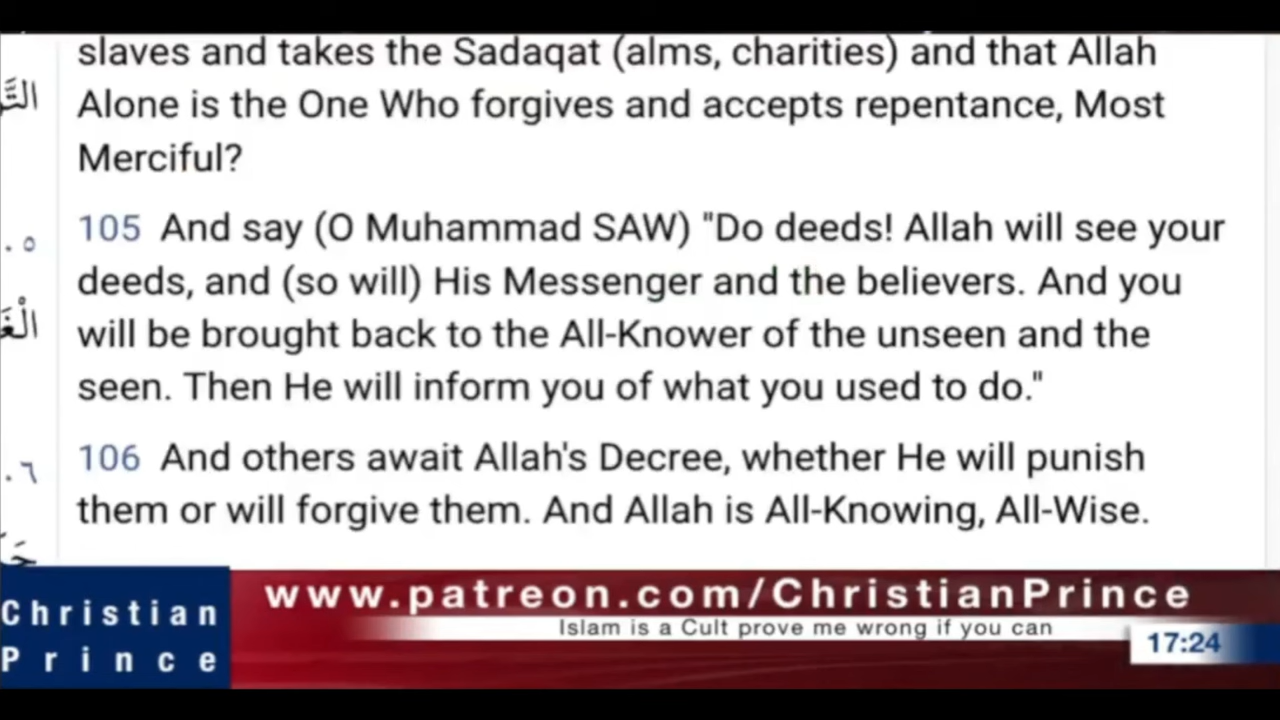 slaves and takes the Sadaqat (alms, charities) and that Allah
Alone is the One Who forgives and accepts repentance, Most
Merciful?
105 And say (O Muhammad SAW) "Do deeds! Allah will see your
deeds, and (so will) His Messenger and the believers. And you
will be brought back to the All-Knower of the unseen and the
seen. Then He will inform you of what you used to do."
106 And others await Allah's Decree, whether He will punish
them or will forgive them. And Allah is All-Knowing, All-Wise.
Christian
Prince
www.patreon.com/ChristianPrince
Islam is a Cult prove me wrong if you can
17:24